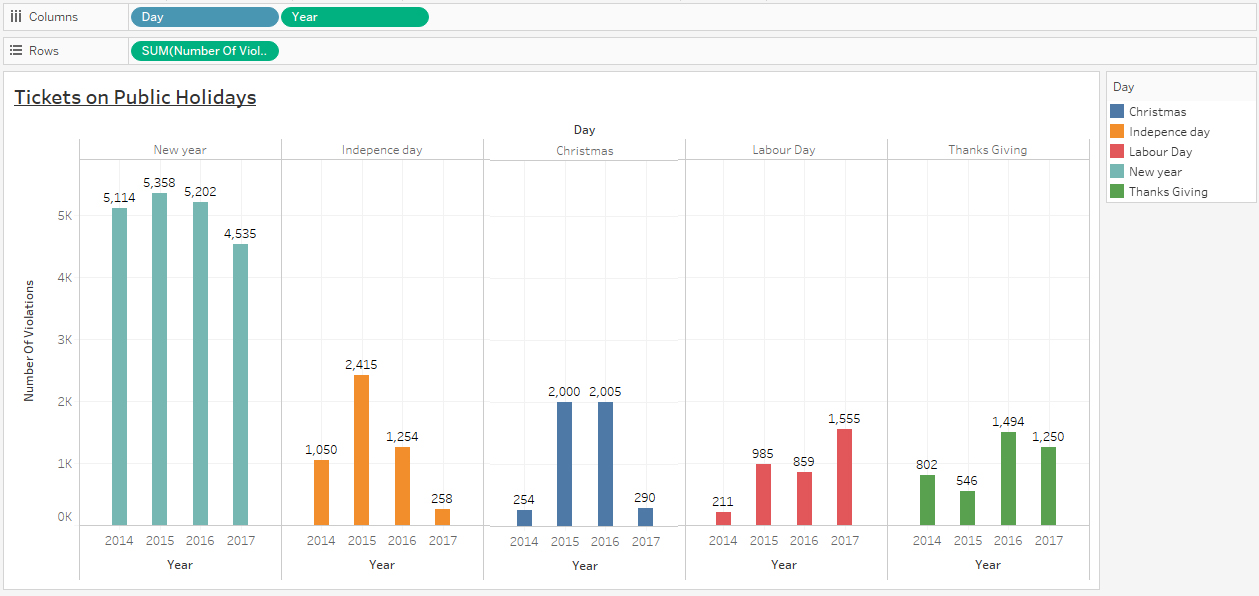 Columns
Day
Year
Rows
SUM(Number Of Viol..
Tickets on Public Holidays
Day
New year
Indepence day
Christmas
Labour Day
Thanks Giving
Number Of Violations
5K
4K
3K
2K
1K
0K
5,114
5,358
5,202
4,535
1,050
2,415
1,254
258
254
2,000
2,005
290
211
985
859
1,555
802
546
1,494
1,250
2014 2015 2016 2017
2014 2015 2016 2017
2014 2015 2016 2017
2014 2015 2016 2017
2014 2015 2016 2017
Year
Year
Year
Year
Year
Day
Christmas
Indepence day
Labour Day
New year
Thanks Giving